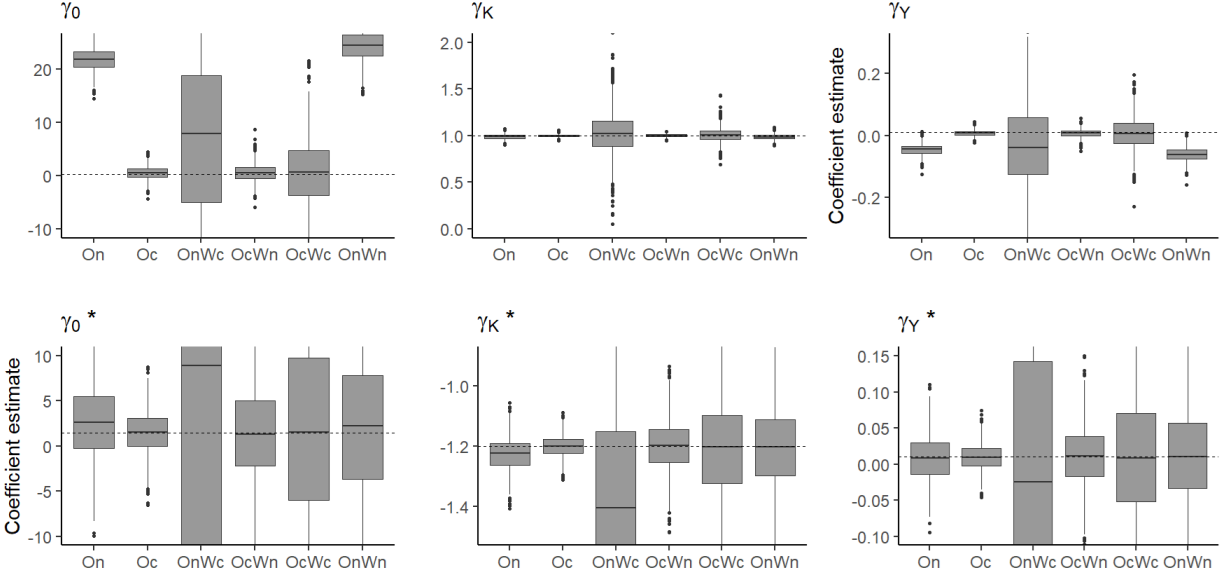 γ0
20
10
0
-10
On Oc OnWc OcWn OcWc OnWn
γK
2.0
1.5
1.0
0.5
0.0
On Oc OnWc OcWn OcWc OnWn
γY
Coefficient estimate
0.2
0.0
-0.2
On Oc OnWc OcWn OcWc OnWn
γ0 *
Coefficient estimate
10
5
0
-5
-10
On Oc OnWc OcWn OcWc OnWn
γK *
-1.0
-1.2
-1.4
On Oc OnWc OcWn OcWc OnWn
γY *
0.15
0.10
0.05
0.00
-0.05
-0.10
On Oc OnWc OcWn OcWc OnWn